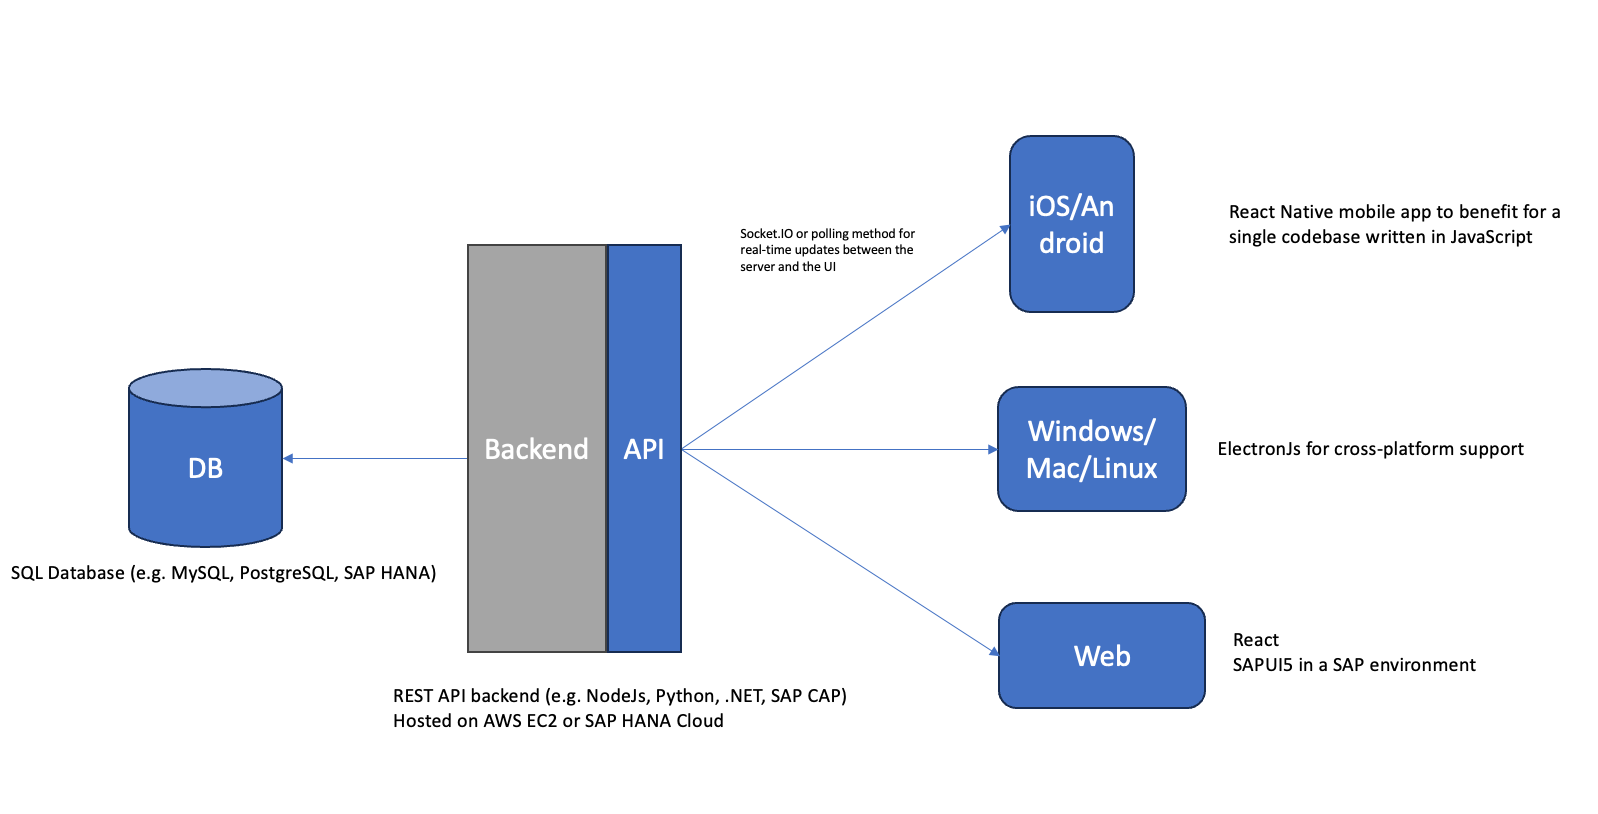 iOS/An
droid
React Native mobile app to benefit for a
single codebase written in JavaScript
Socket.IO or polling method for
real-time updates between the
server and the UI
Backend
API
Windows/
Mac/Linux
ElectronJs for cross-platform support
DB
SQL Database (e.g. MySQL, PostgreSQL, SAP HANA)
Web
React
SAPUI5 in a SAP environment
REST API backend (e.g. NodeJs, Python, .NET, SAP CAP)
Hosted on AWS EC2 or SAP HANA Cloud